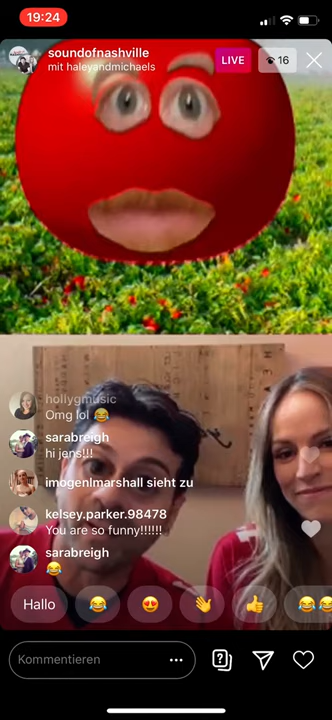 19:24
soundofnashville
mit haleyandmichaels
LIVE
16
hollygmusic
Omg lol 😂
sarabreigh
hi jens!!!
imogenlmarshall sieht zu
kelsey.parker.98478
You are so funny!!!!!!
sarabreigh
😂
Hallo 😂 😍 👋 👍 😂😂
Kommentieren